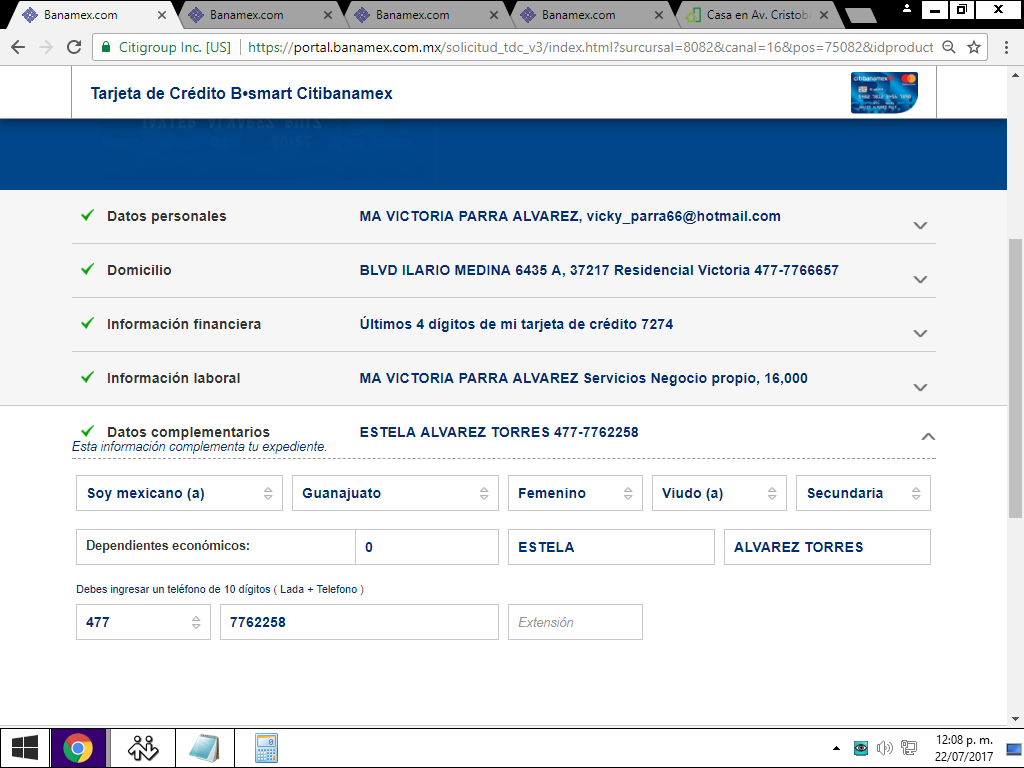 Banamex.com
Banamex.com
Banamex.com
Banamex.com
Casa en Av. Cristob
Citigroup Inc. [US]
https://portal.banamex.com.mx/solicitud_tdc_v3/index.html?surcursal=8082&canal=16&pos=75082&idproduct
Tarjeta de Crédito B•smart Citibanamex
Datos personales
MA VICTORIA PARRA ALVAREZ, vicky_parra66@hotmail.com
Domicilio
BLVD ILARIO MEDINA 6435 A, 37217 Residencial Victoria 477-7766657
Información financiera
Últimos 4 dígitos de mi tarjeta de crédito 7274
Información laboral
MA VICTORIA PARRA ALVAREZ Servicios Negocio propio, 16,000
Datos complementarios
ESTELA ALVAREZ TORRES 477-7762258
Esta información complementa tu expediente.
Soy mexicano (a)
Guanajuato
Femenino
Viudo (a)
Secundaria
Dependientes económicos:
0
ESTELA
ALVAREZ TORRES
Debes ingresar un teléfono de 10 dígitos ( Lada + Telefono )
477
7762258
Extensión
12:08 p. m.
22/07/2017